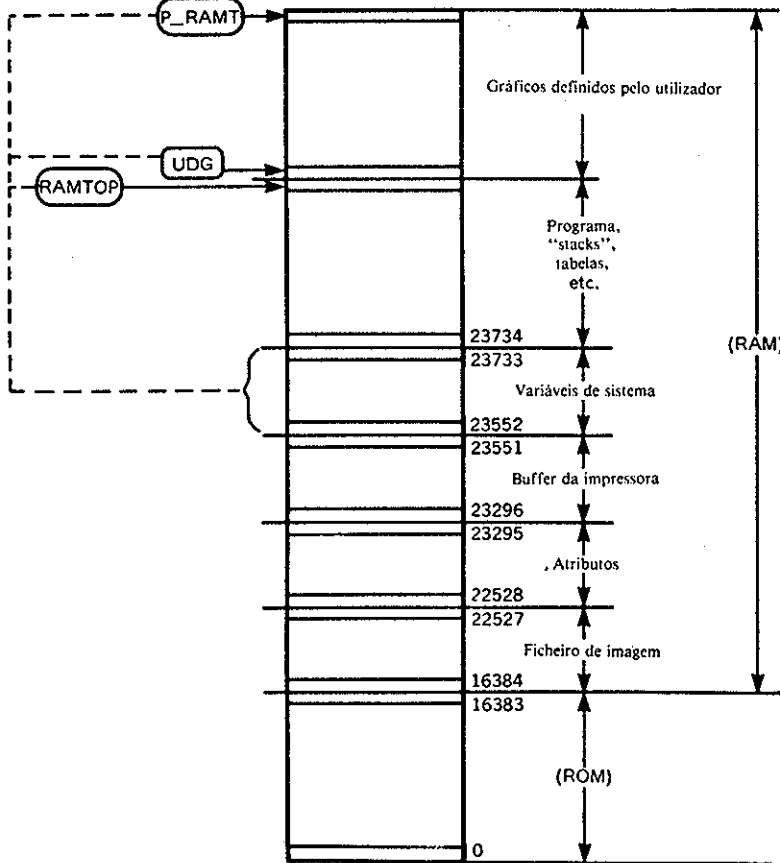 P_RAMT
Gráficos definidos pelo utilizador
UDG
RAMTOP
Programa,
“stacks”,
tabelas,
etc.
23734
(RAM)
23733
Variáveis de sistema
23552
23551
Buffer da impressora
23296
23295
, Atributos
22528
22527
Ficheiro de imagem
16384
16383
(ROM)
0